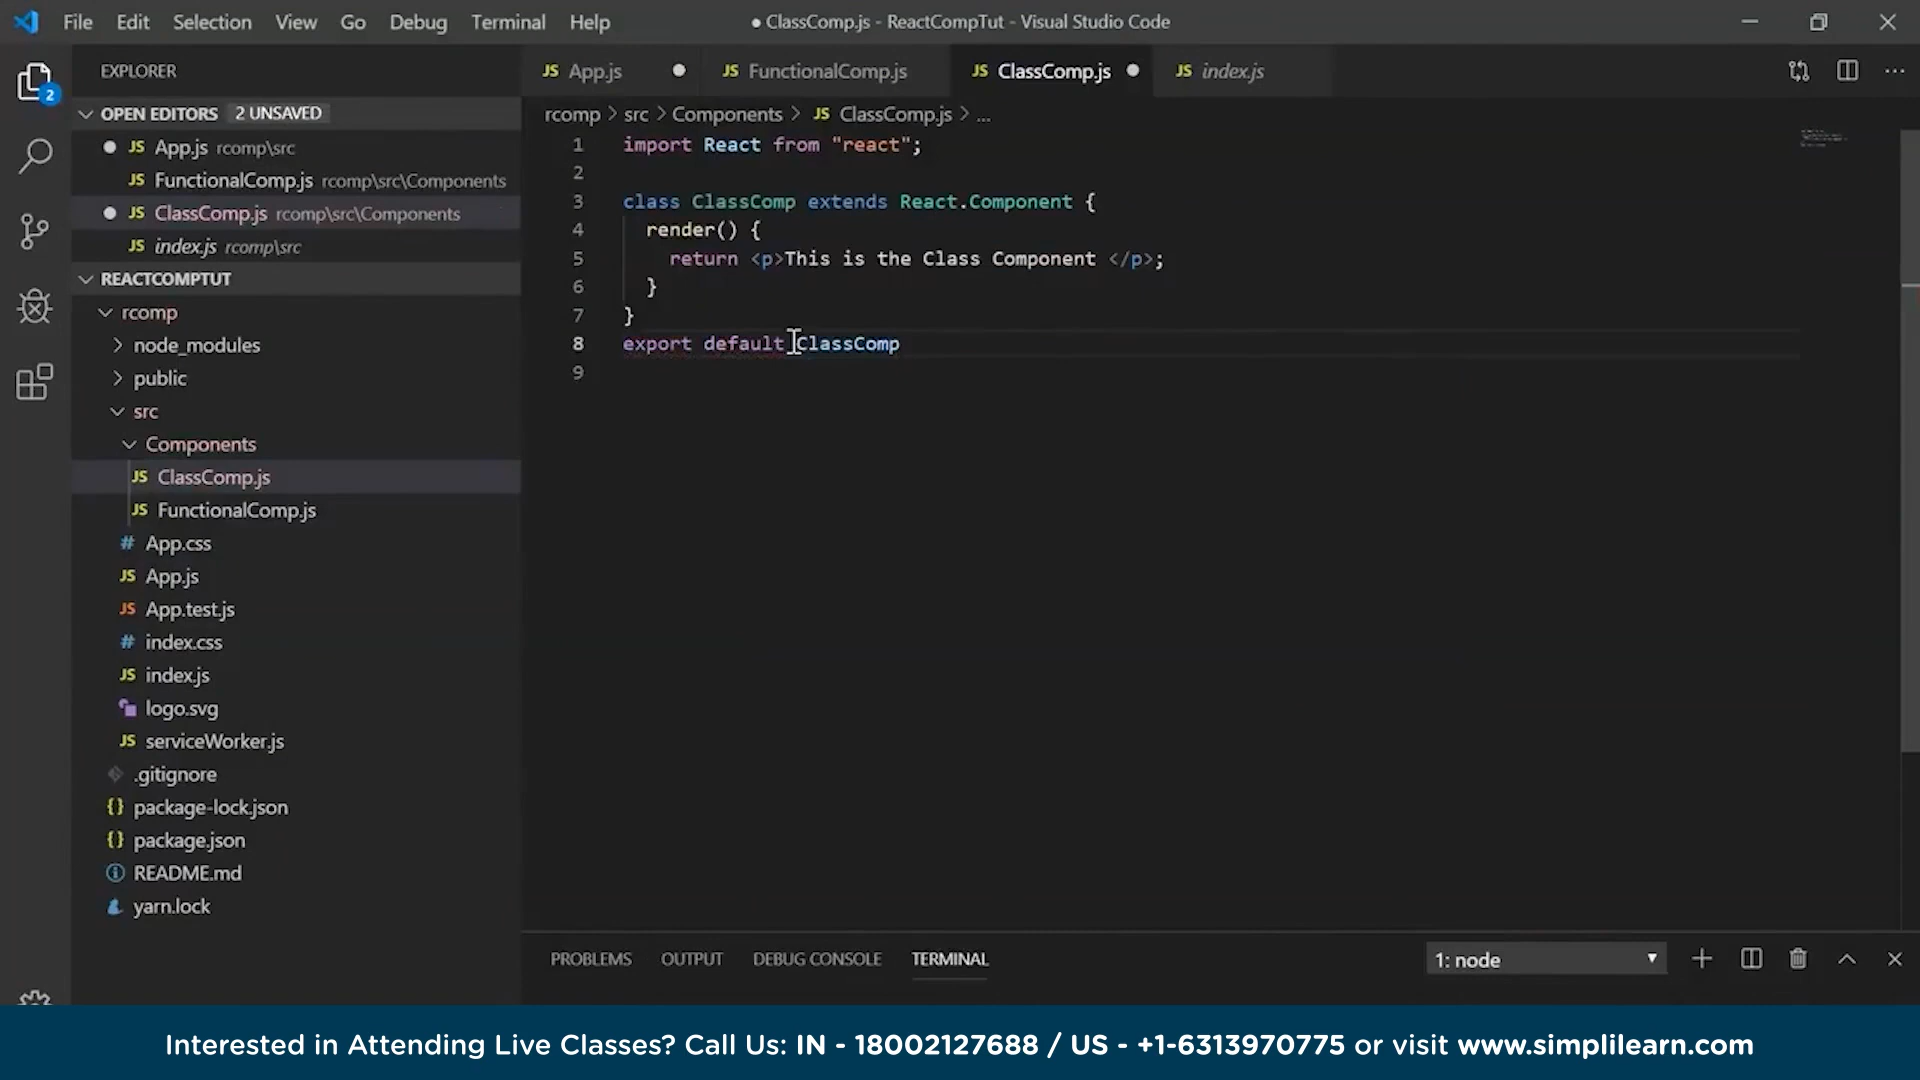 File Edit Selection View Go Debug Terminal Help
● ClassComp.js - ReactCompTut - Visual Studio Code
2
EXPLORER
OPEN EDITORS 2 UNSAVED
JS App.js rcomp\src
JS FunctionalComp.js rcomp\src\Components
JS ClassComp.js rcomp\src\Components
JS index.js rcomp\src
REACTCOMPTUT
rcomp
node_modules
public
src
Components
JS ClassComp.js
JS FunctionalComp.js
# App.css
JS App.js
JS App.test.js
# index.css
JS index.js
logo.svg
JS serviceWorker.js
.gitignore
{} package-lock.json
{} package.json
README.md
yarn.lock
JS App.js JS FunctionalComp.js JS ClassComp.js JS index.js
rcomp > src > Components > JS ClassComp.js > ...
1 import React from "react";
2
3 class ClassComp extends React.Component {
4 render() {
5 return <p>This is the Class Component </p>;
6 }
7 }
8 export default ClassComp
9
PROBLEMS OUTPUT DEBUG CONSOLE TERMINAL
1: node
Interested in Attending Live Classes? Call Us: IN - 18002127688 / US - +1-6313970775 or visit www.simplilearn.com